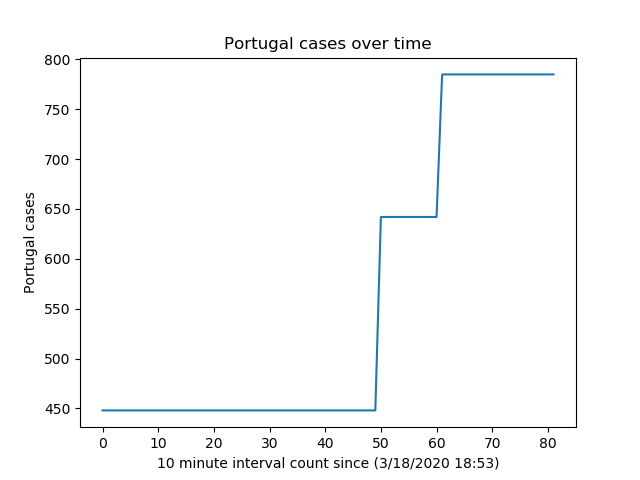 Portugal cases over time
800
750
700
650
600
550
500
450
Portugal cases
0 10 20 30 40 50 60 70 80
10 minute interval count since (3/18/2020 18:53)